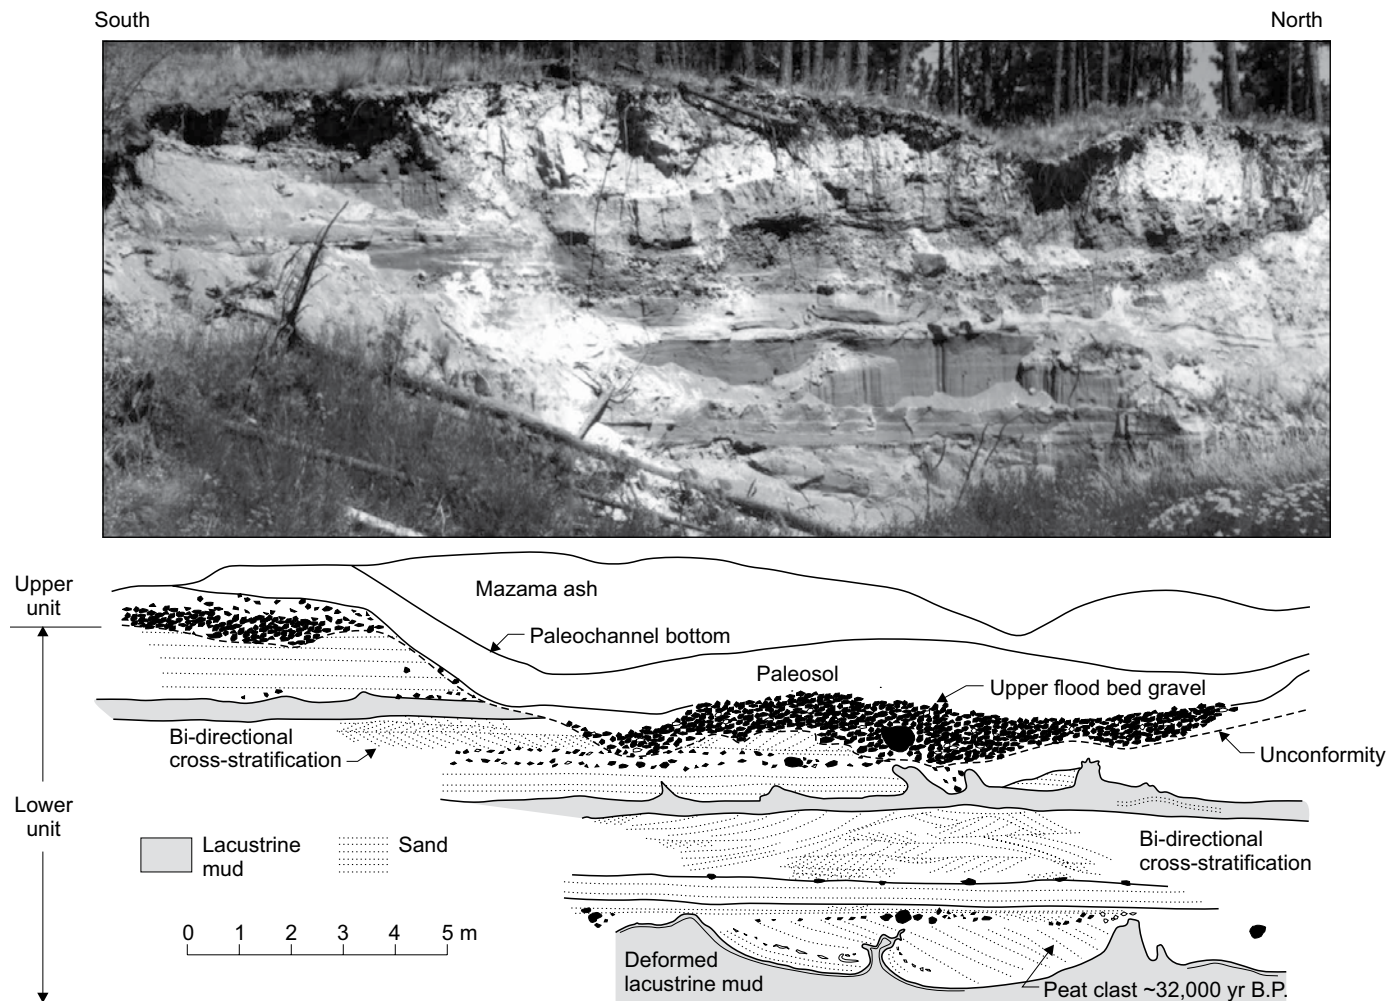 South
North
Upper
unit
Mazama ash
Paleochannel bottom
Paleosol
Upper flood bed gravel
Bi-directional
cross-stratification
Unconformity
Lower
unit
Lacustrine
mud
Sand
Bi-directional
cross-stratification
0 1 2 3 4 5 m
Deformed
lacustrine mud
Peat clast ~32,000 yr B.P.